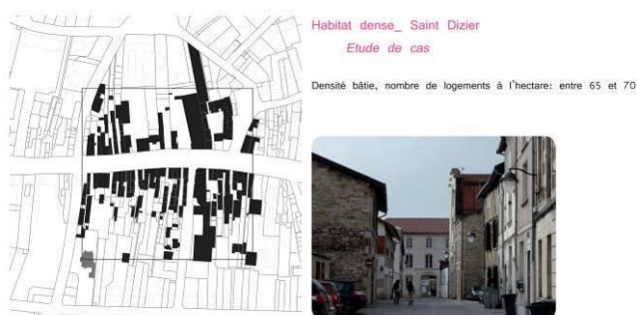 Habitat dense_ Saint Dizier
Etude de cas
Densité bâtie, nombre de logements à l'hectare: entre 65 et 70